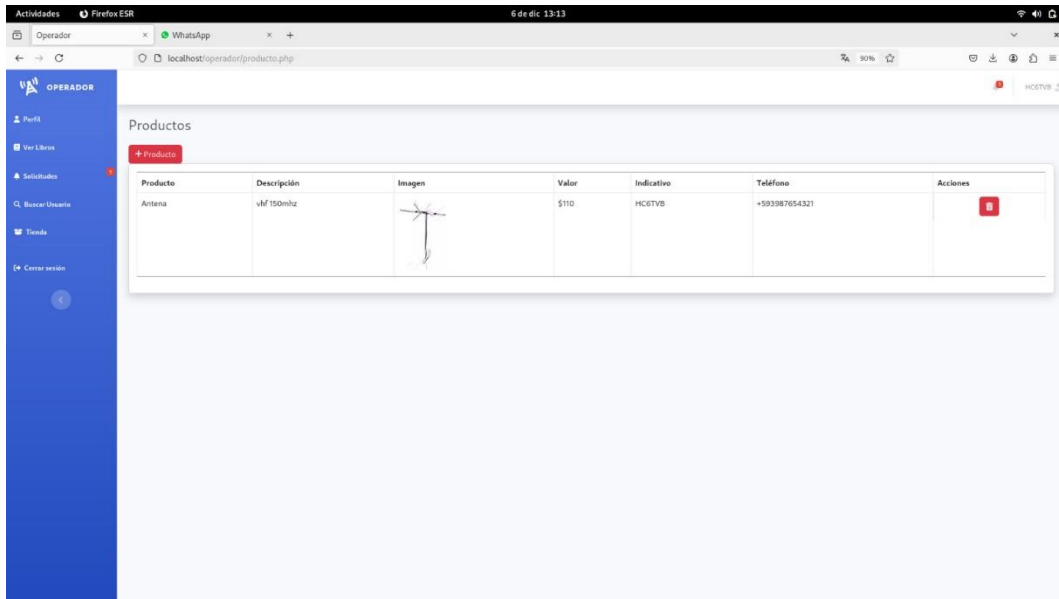 Actividades Firefox ESR 6 de dic 13:13
Operador × WhatsApp × +
localhost/operador/producto.php 90%
OPERADOR HC6TVB
Perfil
Ver Libros
Solicitudes
Buscar Usuario
Tienda
Cerrar sesión
Productos
+ Producto
Producto Descripción Imagen Valor Indicativo Teléfono Acciones
Antena vhf 150mhz $110 HC6TVB +593987654321